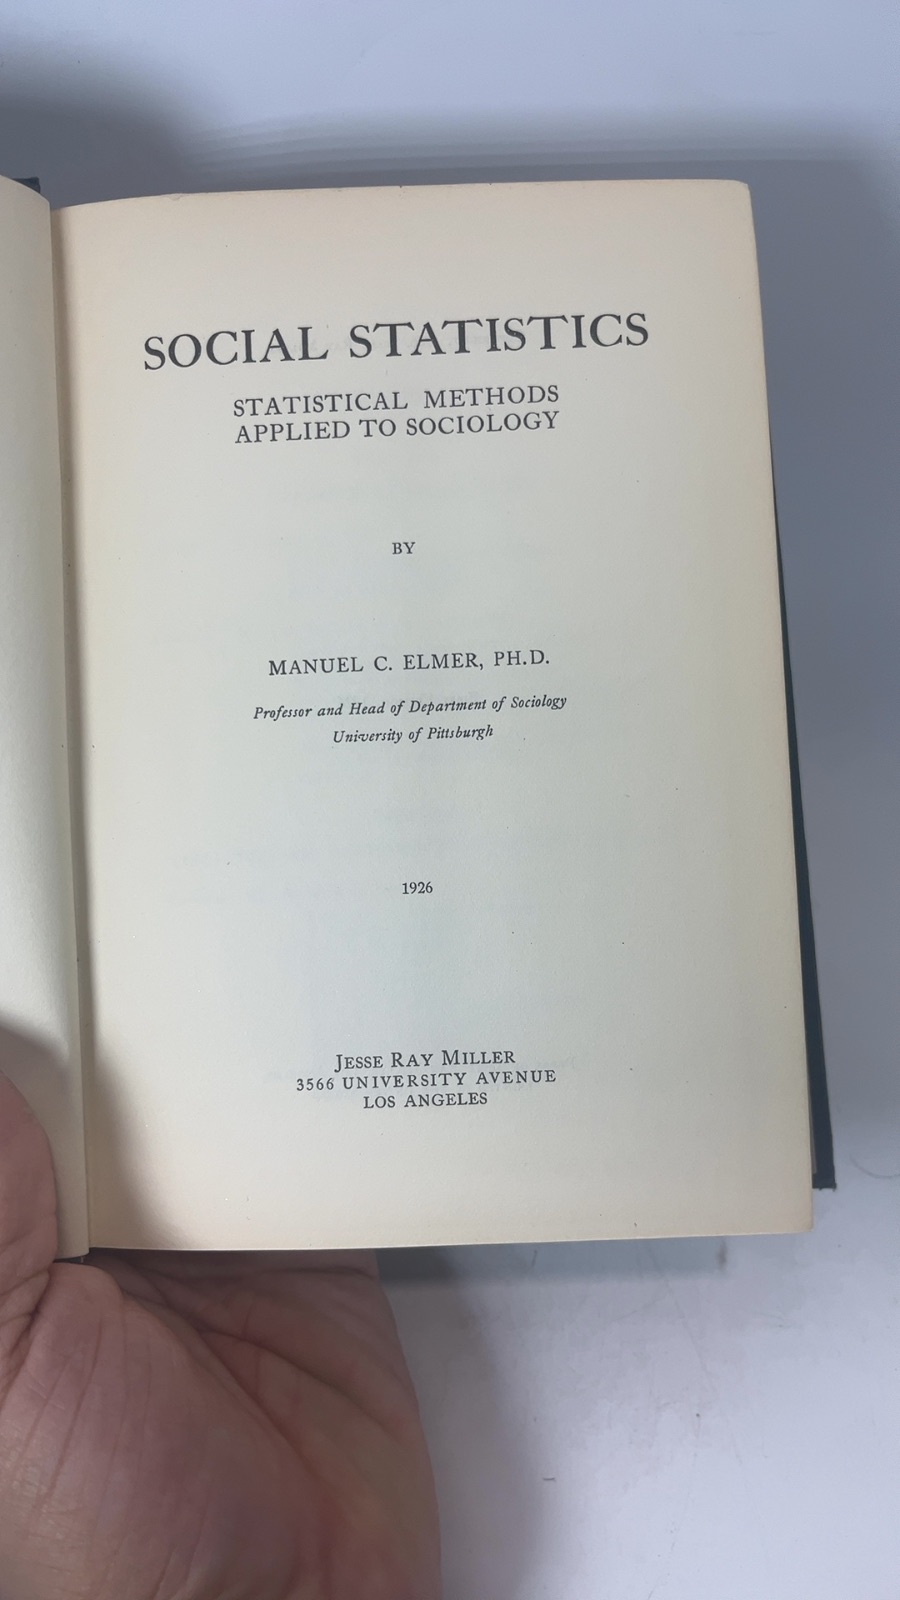 SOCIAL STATISTICS
STATISTICAL METHODS
APPLIED TO SOCIOLOGY
BY
MANUEL C. ELMER, PH.D.
Professor and Head of Department of Sociology
University of Pittsburgh
1926
JESSE RAY MILLER
3566 UNIVERSITY AVENUE
LOS ANGELES